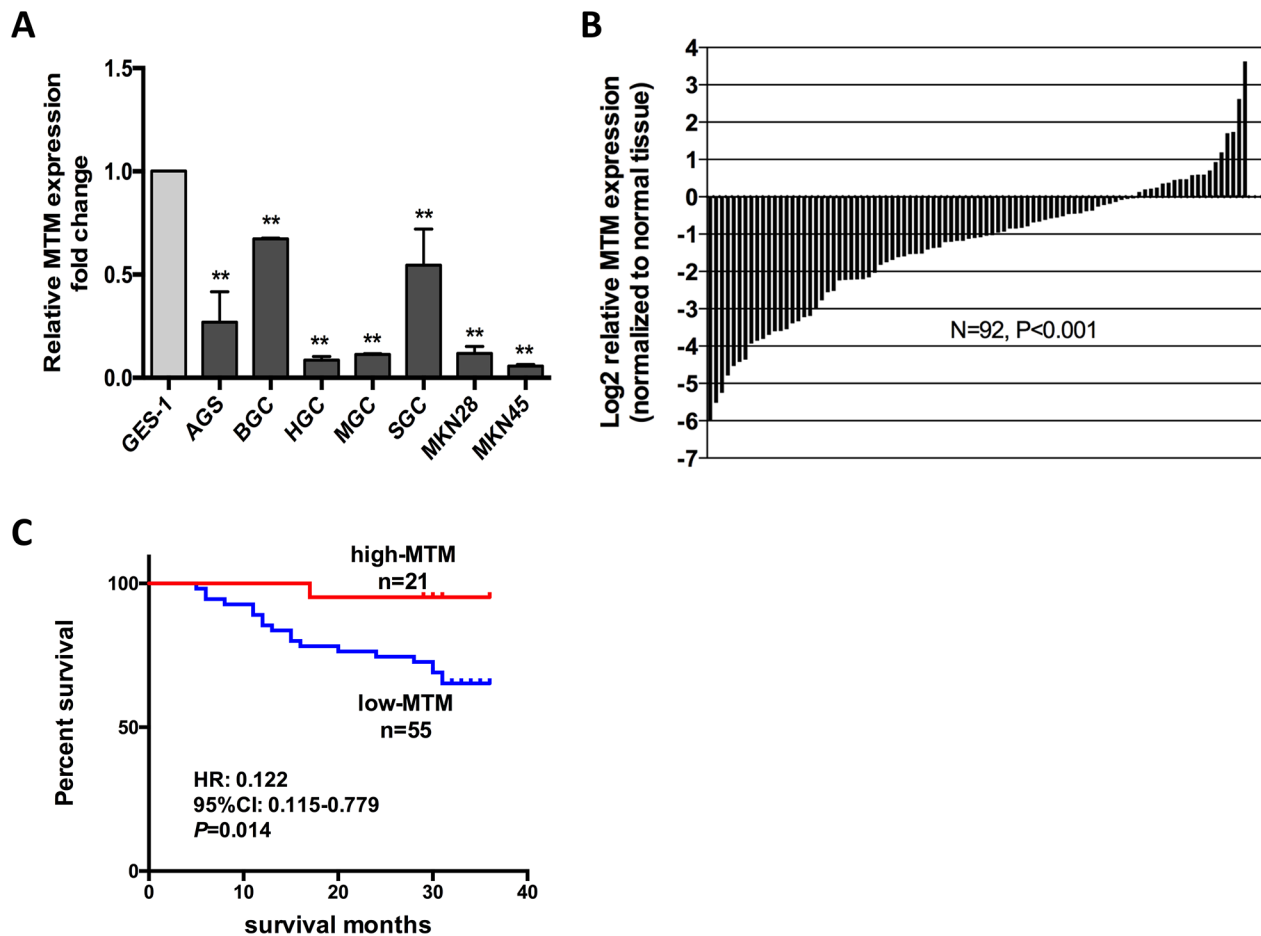 A
Relative MTM expression
fold change
1.5
1.0
0.5
0.0
**
**
**
**
**
**
**
GES-1
AGS
BGC
HGC
MGC
SGC
MKN28
MKN45
B
Log2 relative MTM expression
(normalized to normal tissue)
4
3
2
1
0
-1
-2
-3
-4
-5
-6
-7
N=92, P<0.001
C
Percent survival
100
50
0
high-MTM
n=21
low-MTM
n=55
HR: 0.122
95%CI: 0.115-0.779
P=0.014
0
10
20
30
40
survival months